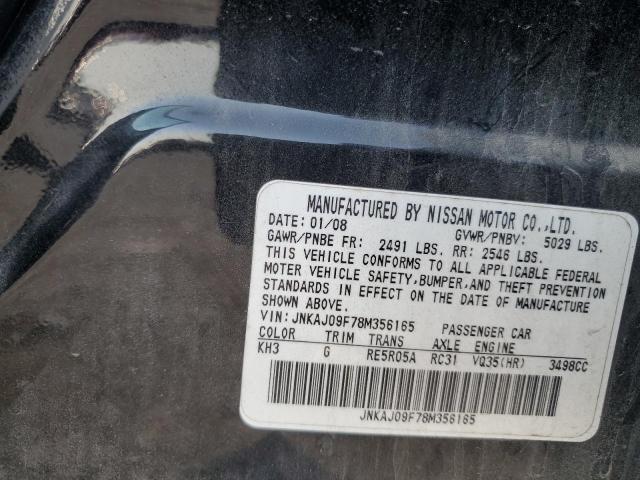 MANUFACTURED BY NISSAN MOTOR CO.,LTD.
DATE: 01/08 GVWR/PNBV: 5029 LBS.
GAWR/PNBE FR: 2491 LBS. RR: 2546 LBS.
THIS VEHICLE CONFORMS TO ALL APPLICABLE FEDERAL
MOTOR VEHICLE SAFETY,BUMPER,AND THEFT PREVENTION
STANDARDS IN EFFECT ON THE DATE OF MANUFACTURE
SHOWN ABOVE.
VIN: JNKAJ09F78M356165 PASSENGER CAR
COLOR TRIM TRANS AXLE ENGINE
KH3 G RE5R05A RC31 VQ35(HR) 3498CC
JNKAJ09F78M356165